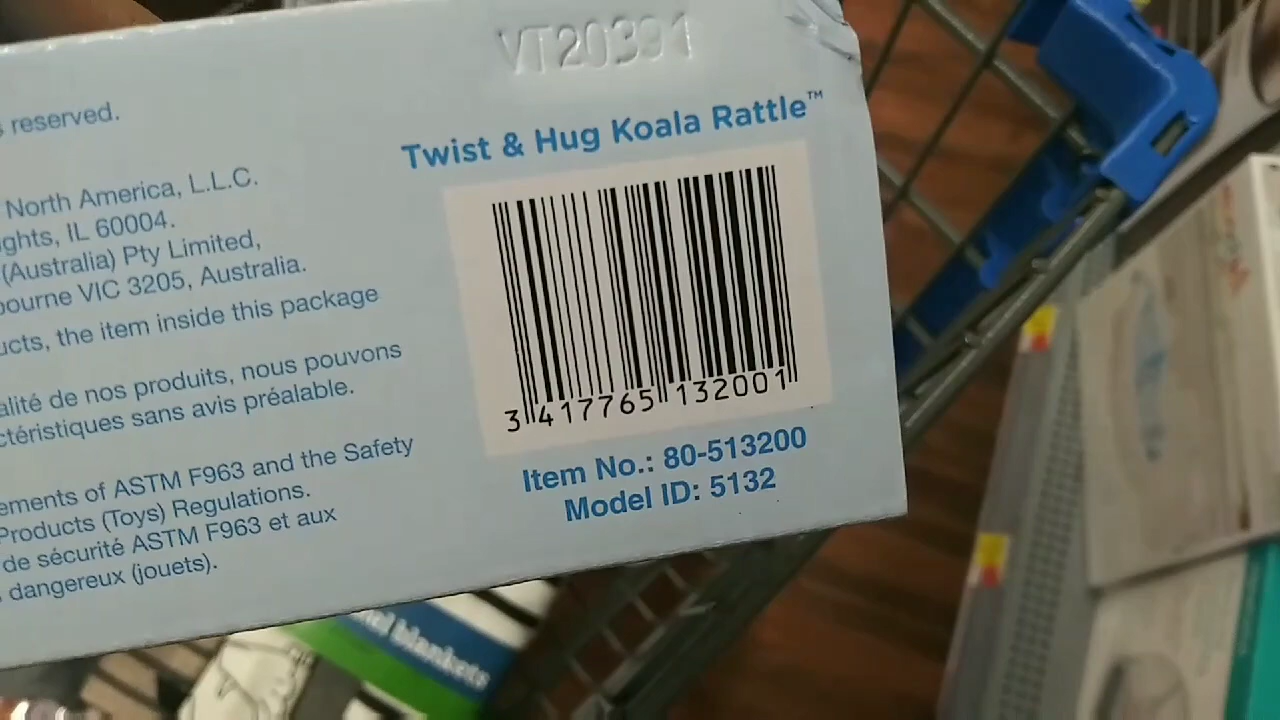 VT20391
s reserved.
Twist & Hug Koala Rattle™
North America, L.L.C.
ghts, IL 60004.
(Australia) Pty Limited,
bourne VIC 3205, Australia.
ucts, the item inside this package
alité de nos produits, nous pouvons
ctéristiques sans avis préalable.
ements of ASTM F963 and the Safety
Products (Toys) Regulations.
de sécurité ASTM F963 et aux
dangereux (jouets).
3 417765 132001
Item No.: 80-513200
Model ID: 5132
blankets